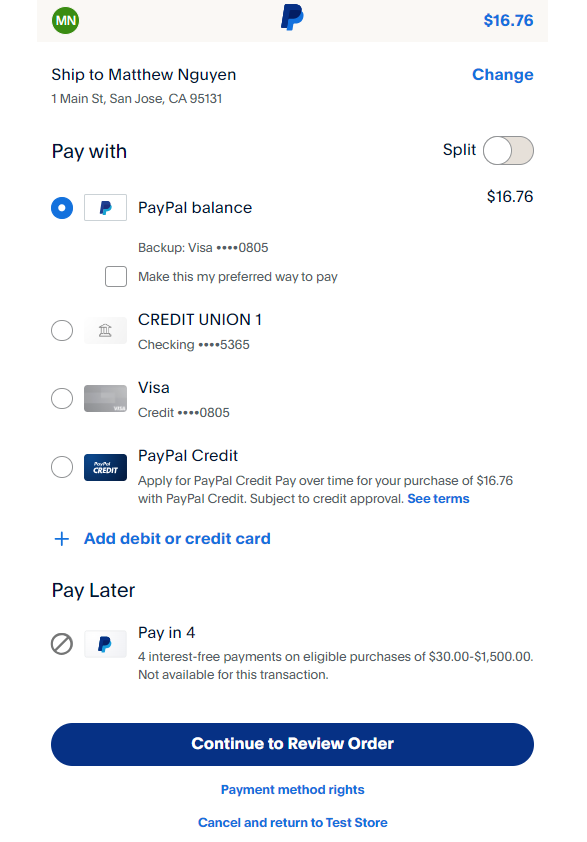 MN
$16.76
Ship to Matthew Nguyen
Change
1 Main St, San Jose, CA 95131
Pay with
Split
PayPal balance
$16.76
Backup: Visa ••••0805
Make this my preferred way to pay
CREDIT UNION 1
Checking ••••5365
VISA
Visa
Credit ••••0805
PayPal
CREDIT
PayPal Credit
Apply for PayPal Credit Pay over time for your purchase of $16.76
with PayPal Credit. Subject to credit approval. See terms
+ Add debit or credit card
Pay Later
Pay in 4
4 interest-free payments on eligible purchases of $30.00-$1,500.00.
Not available for this transaction.
Continue to Review Order
Payment method rights
Cancel and return to Test Store